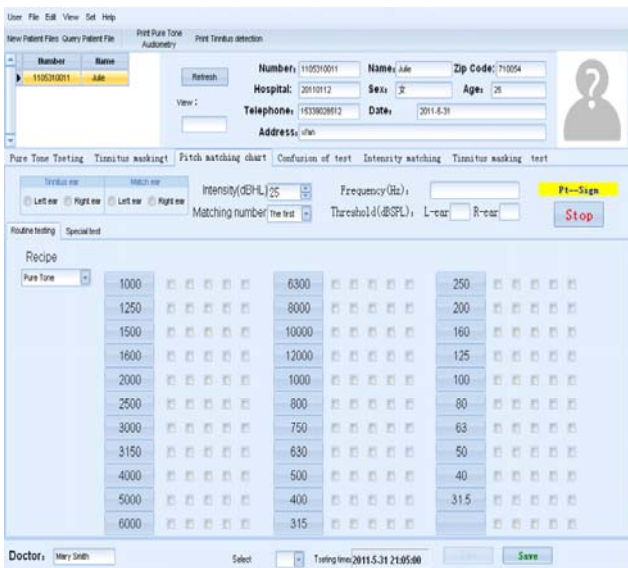 User File Edit View Set Help
New Patient Files Query Patient File Print Pure Tone Audiometry Print Tinnitus detection
Number Name
1105310011 Julie
Refresh
View :
Number: 1105310011 Name: Julie Zip Code: 710054
Hospital: 20110112 Sex: 女 Age: 26
Telephone: 15339028612 Date: 2011-5-31
Address: xi'an
Pure Tone Tseting Tinnitus maskingt Pitch matching chart Confusion of test Intensity matching Tinnitus masking test
Tinnitus ear Match ear
Left ear Right ear Left ear Right ear
Intensity(dBHL) 25 Frequency(Hz):
Matching number The first Threshold(dBSPL): L-ear R-ear
Pt--Sign
Stop
Routine testing Special test
Recipe
Pure Tone
1000 6300 250
1250 8000 200
1500 10000 160
1600 12000 125
2000 1000 100
2500 800 80
3000 750 63
3150 630 50
4000 500 40
5000 400 31.5
6000 315
Doctor: Mary Smith Select Tseting time: 2011-5-31 21:05:00 Save